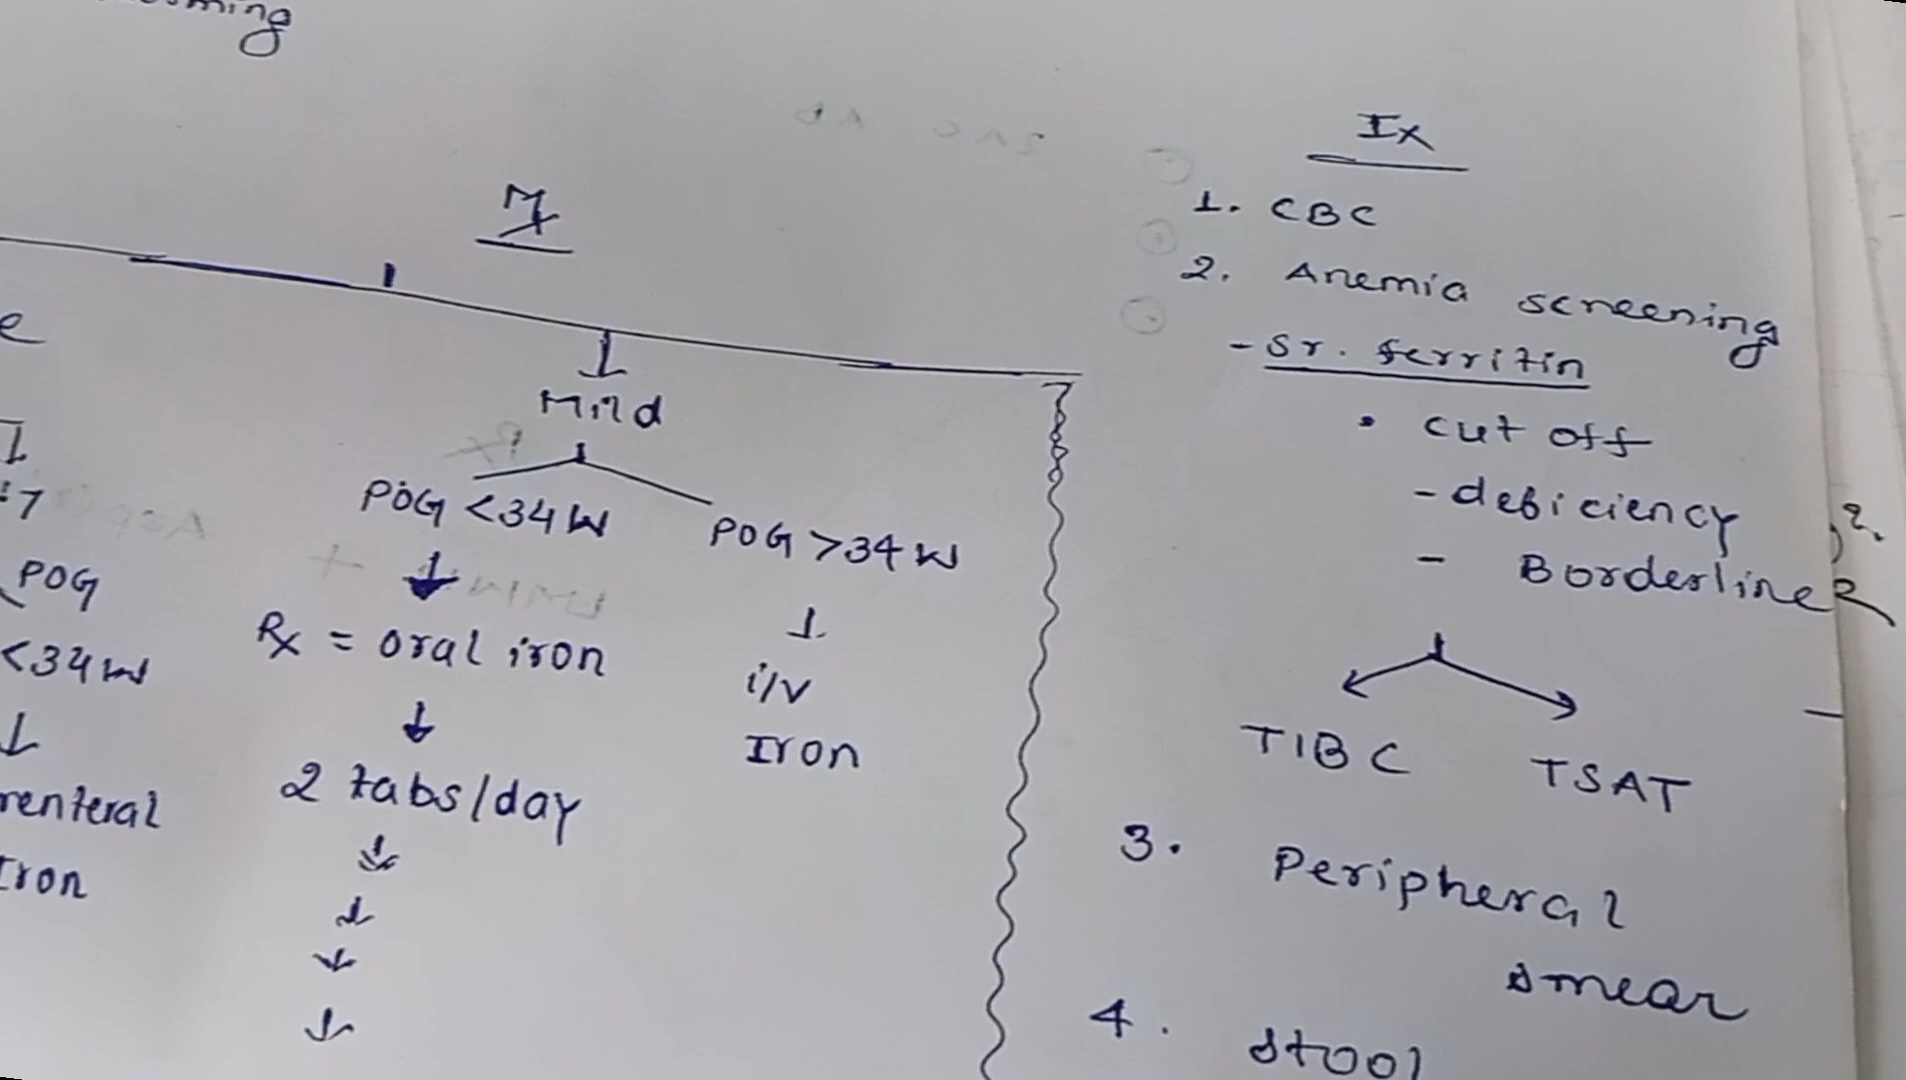 Ix
1. CBC
2. Anemia screening
- Sr. ferritin
• cut off
- deficiency
- Borderline
TIBC TSAT
3. Peripheral
smear
4. Stool
Mild
POG <34W
Rx = oral iron
2 tabs/day
POG >34W
i/v
Iron
POG
<34W
renteral
Iron